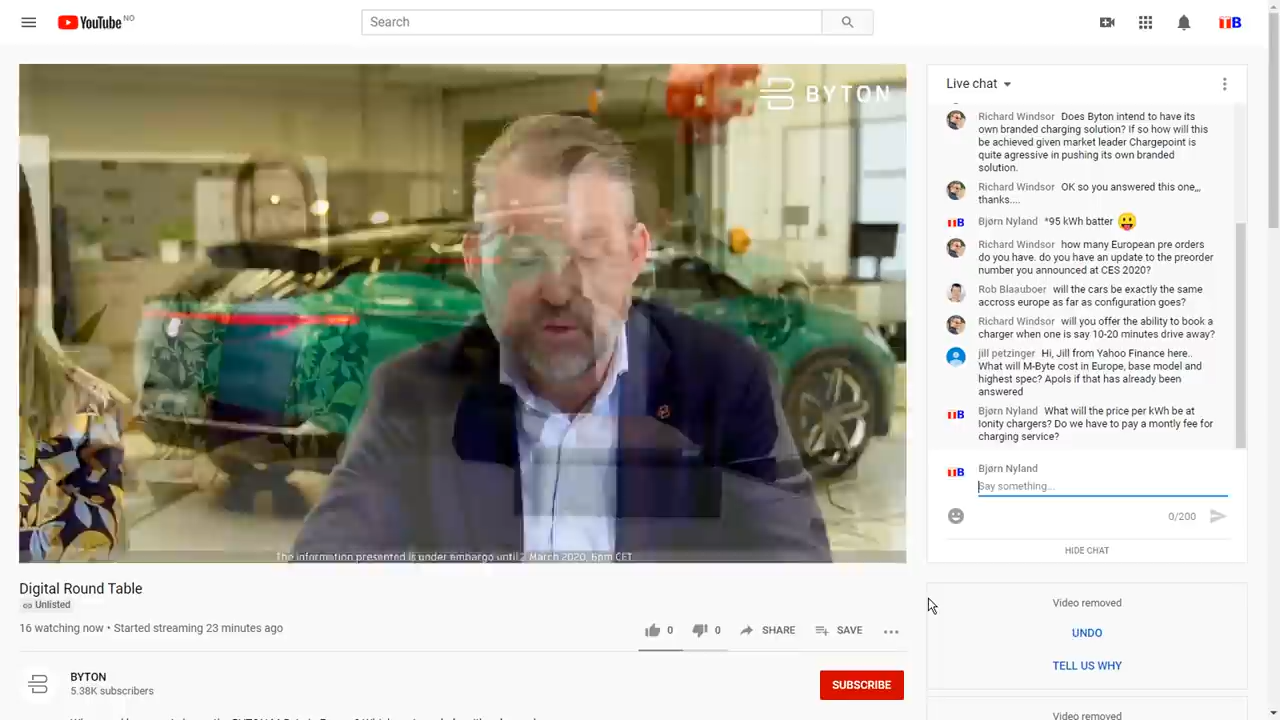 YouTube NO
Search
BYTON
Live chat
Richard Windsor Does Byton intend to have its
own branded charging solution? If so how will this
be achieved given market leader Chargepoint is
quite agressive in pushing its own branded
solution.
Richard Windsor OK so you answered this one,,,
thanks....
Bjørn Nyland *95 kWh batter
Richard Windsor how many European pre orders
do you have. do you have an update to the preorder
number you announced at CES 2020?
Rob Blaauboer will the cars be exactly the same
accross europe as far as configuration goes?
Richard Windsor will you offer the ability to book a
charger when one is say 10-20 minutes drive away?
jill petzinger Hi, Jill from Yahoo Finance here..
What will M-Byte cost in Europe, base model and
highest spec? Apols if that has already been
answered
Bjørn Nyland What will the price per kWh be at
Ionity chargers? Do we have to pay a montly fee for
charging service?
Bjørn Nyland
Say something...
0/200
HIDE CHAT
The information presented is under embargo until 2 March 2020, 6pm CET
Digital Round Table
Unlisted
16 watching now • Started streaming 23 minutes ago
0
0
SHARE
SAVE
BYTON
5.38K subscribers
SUBSCRIBE
Video removed
UNDO
TELL US WHY
Video removed